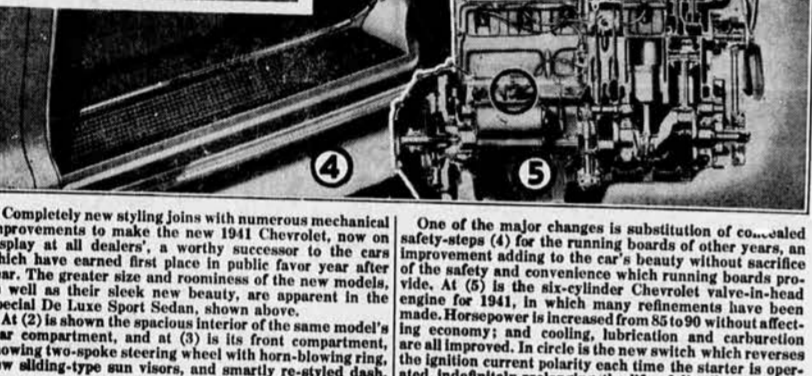 4
5
Completely new styling joins with numerous mechanical
mprovements to make the new 1941 Chevrolet, now on
splay at all dealers', a worthy successor to the cars
hich have earned first place in public favor year after
ar. The greater size and roominess of the new models,
well as their sleek new beauty, are apparent in the
ecial De Luxe Sport Sedan, shown above.
At (2) is shown the spacious interior of the same model's
ar compartment, and at (3) is its front compartment,
owing two-spoke steering wheel with horn-blowing ring,
w sliding-type sun visors, and smartly re-styled dash.
One of the major changes is substitution of concealed
safety-steps (4) for the running boards of other years, an
improvement adding to the car's beauty without sacrifice
of the safety and convenience which running boards pro-
vide. At (5) is the six-cylinder Chevrolet valve-in-head
engine for 1941, in which many refinements have been
made. Horsepower is increased from 85 to 90 without affect-
ing economy; and cooling, lubrication and carburetion
are all improved. In circle is the new switch which reverses
the ignition current polarity each time the starter is oper-